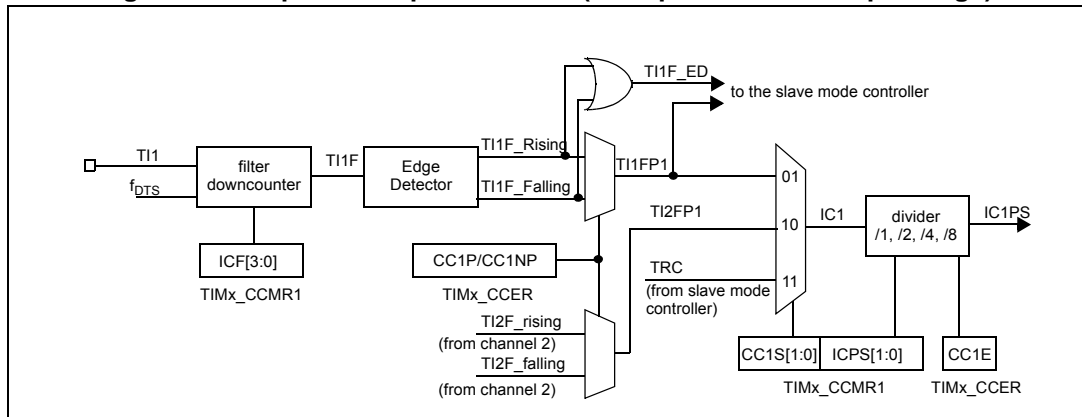 TI1F_ED
to the slave mode controller
TI1
f_DTS
filter
downcounter
TI1F
Edge
Detector
TI1F_Rising
TI1F_Falling
TI1FP1
01
TI2FP1
10
IC1
divider
/1, /2, /4, /8
IC1PS
ICF[3:0]
TIMx_CCMR1
CC1P/CC1NP
TIMx_CCER
TRC
11
(from slave mode
controller)
TI2F_rising
(from channel 2)
TI2F_falling
(from channel 2)
CC1S[1:0]
ICPS[1:0]
CC1E
TIMx_CCMR1
TIMx_CCER